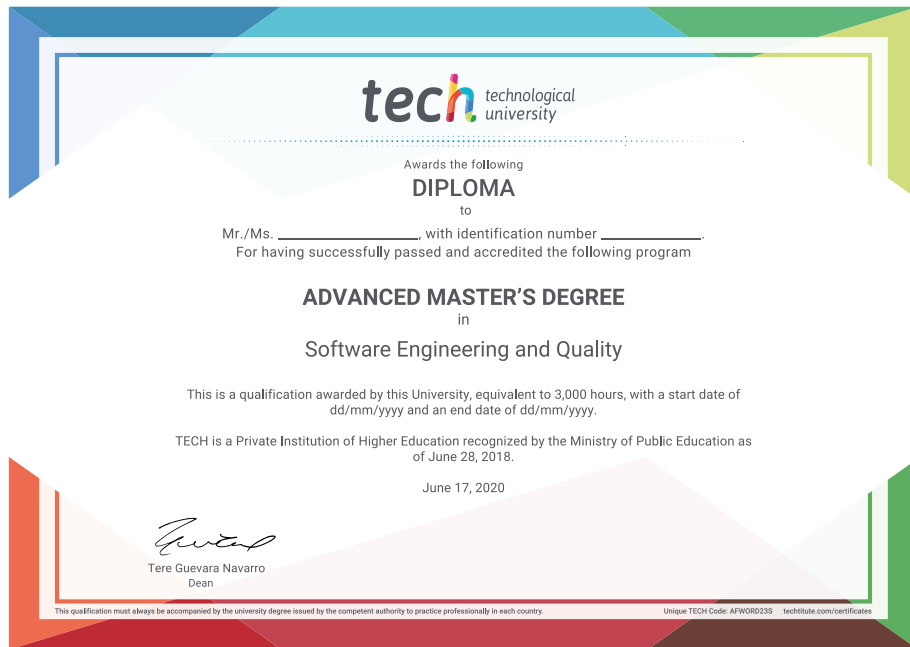 tech technological
university
Awards the following
DIPLOMA
to
Mr./Ms. ________________, with identification number ____________.
For having successfully passed and accredited the following program
ADVANCED MASTER'S DEGREE
in
Software Engineering and Quality
This is a qualification awarded by this University, equivalent to 3,000 hours, with a start date of
dd/mm/yyyy and an end date of dd/mm/yyyy.
TECH is a Private Institution of Higher Education recognized by the Ministry of Public Education as
of June 28, 2018.
June 17, 2020
Tere Guevara Navarro
Dean
This qualification must always be accompanied by the university degree issued by the competent authority to practice professionally in each country.
Unique TECH Code: AFWORD23S techtitute.com/certificates